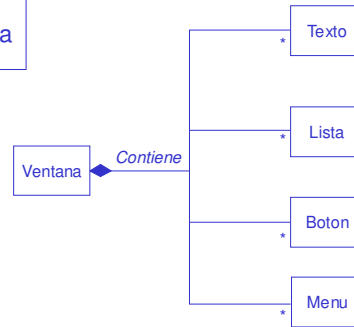 a
Texto
*
Lista
*
Contiene
Ventana
Boton
*
Menu
*